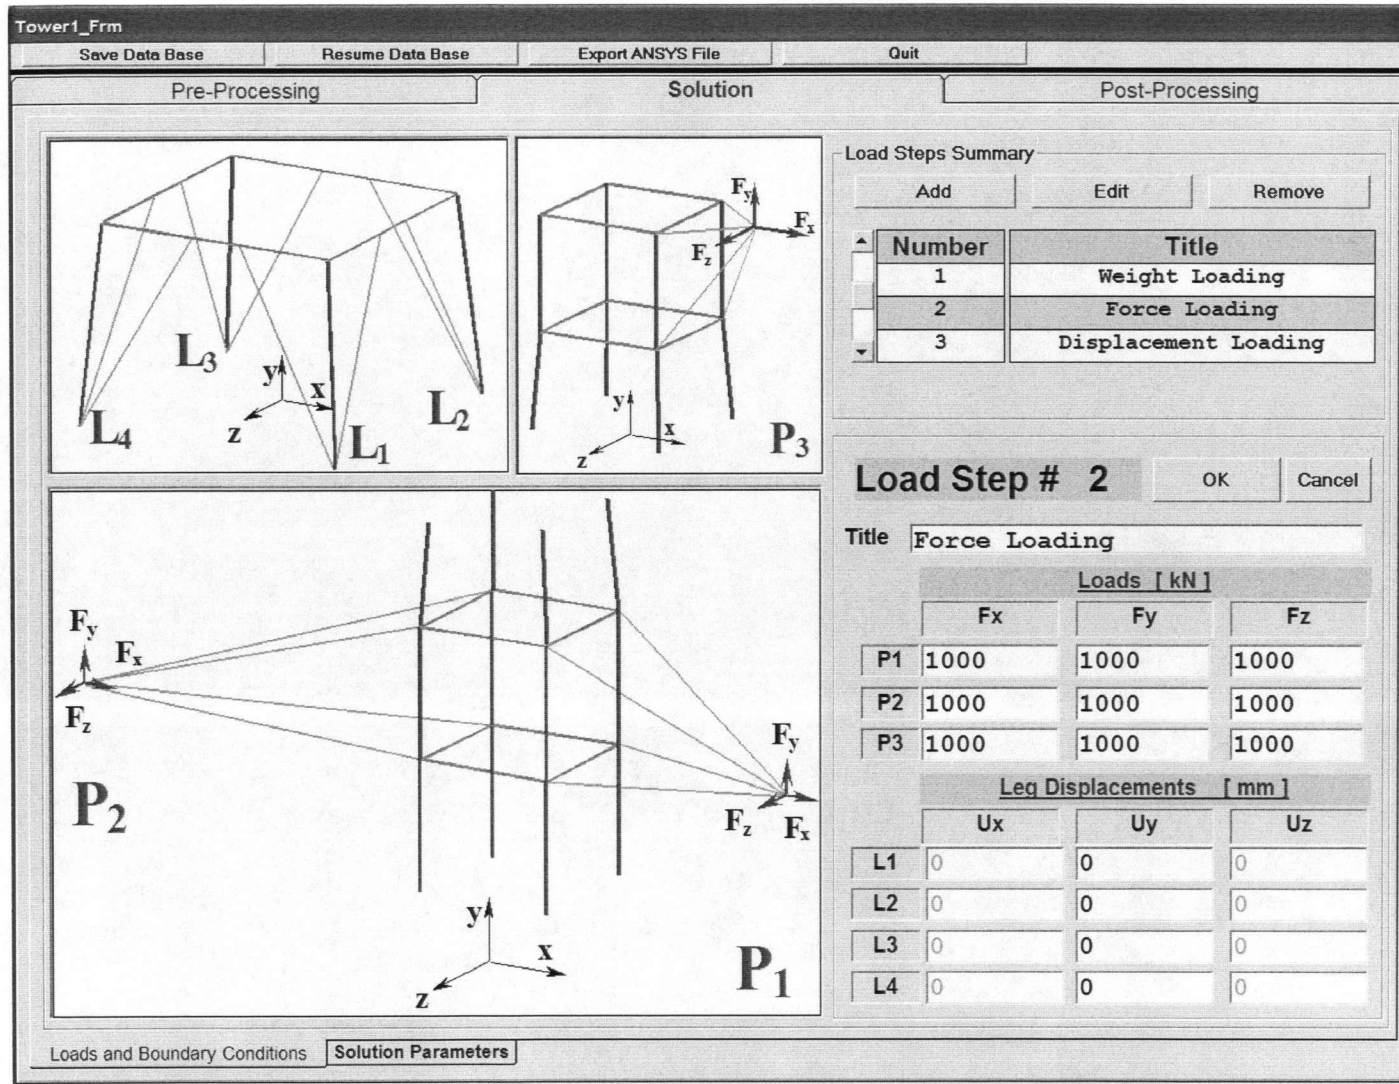 Tower1_Frm
Save Data Base Resume Data Base Export ANSYS File Quit
Pre-Processing Solution Post-Processing
L4 L3 L1 L2
y x z
Fy Fx Fz
y x z
P3
Fy Fx Fz
P2
Fy Fz Fx
P1
y x z
Load Steps Summary
Add Edit Remove
Number Title
1 Weight Loading
2 Force Loading
3 Displacement Loading
Load Step # 2 OK Cancel
Title Force Loading
Loads [ kN ]
Fx Fy Fz
P1 1000 1000 1000
P2 1000 1000 1000
P3 1000 1000 1000
Leg Displacements [ mm ]
Ux Uy Uz
L1 0 0 0
L2 0 0 0
L3 0 0 0
L4 0 0 0
Loads and Boundary Conditions Solution Parameters